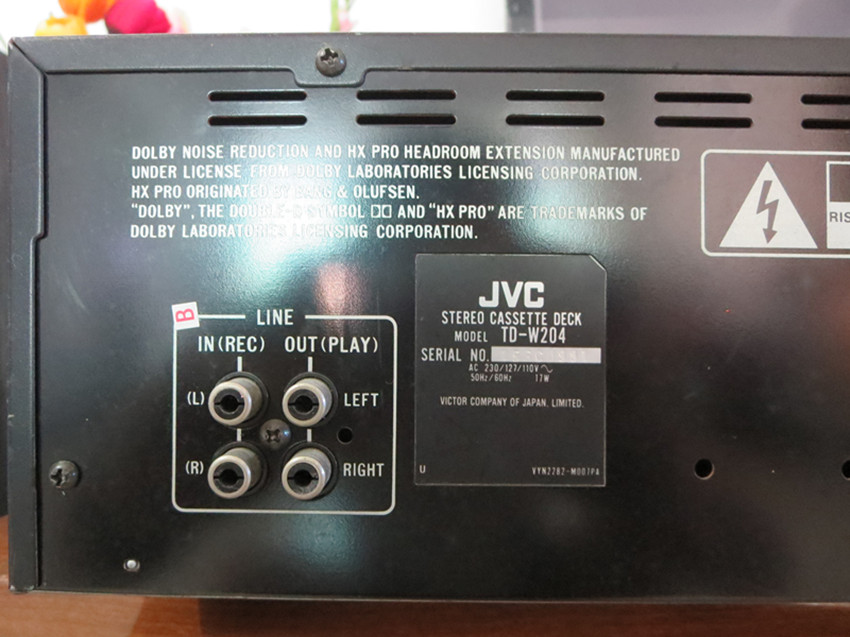 DOLBY NOISE REDUCTION AND HX PRO HEADROOM EXTENSION MANUFACTURED
UNDER LICENSE FROM DOLBY LABORATORIES LICENSING CORPORATION.
HX PRO ORIGINATED BY BANG & OLUFSEN.
"DOLBY", THE DOUBLE-D SYMBOL AND "HX PRO" ARE TRADEMARKS OF
DOLBY LABORATORIES LICENSING CORPORATION.
RIS
JVC
STEREO CASSETTE DECK
MODEL TD-W204
SERIAL NO.
AC 230/127/110V~
50Hz/60Hz 17W
VICTOR COMPANY OF JAPAN, LIMITED.
U VYN2282-M001PA
B
LINE
IN(REC) OUT(PLAY)
(L) LEFT
(R) RIGHT